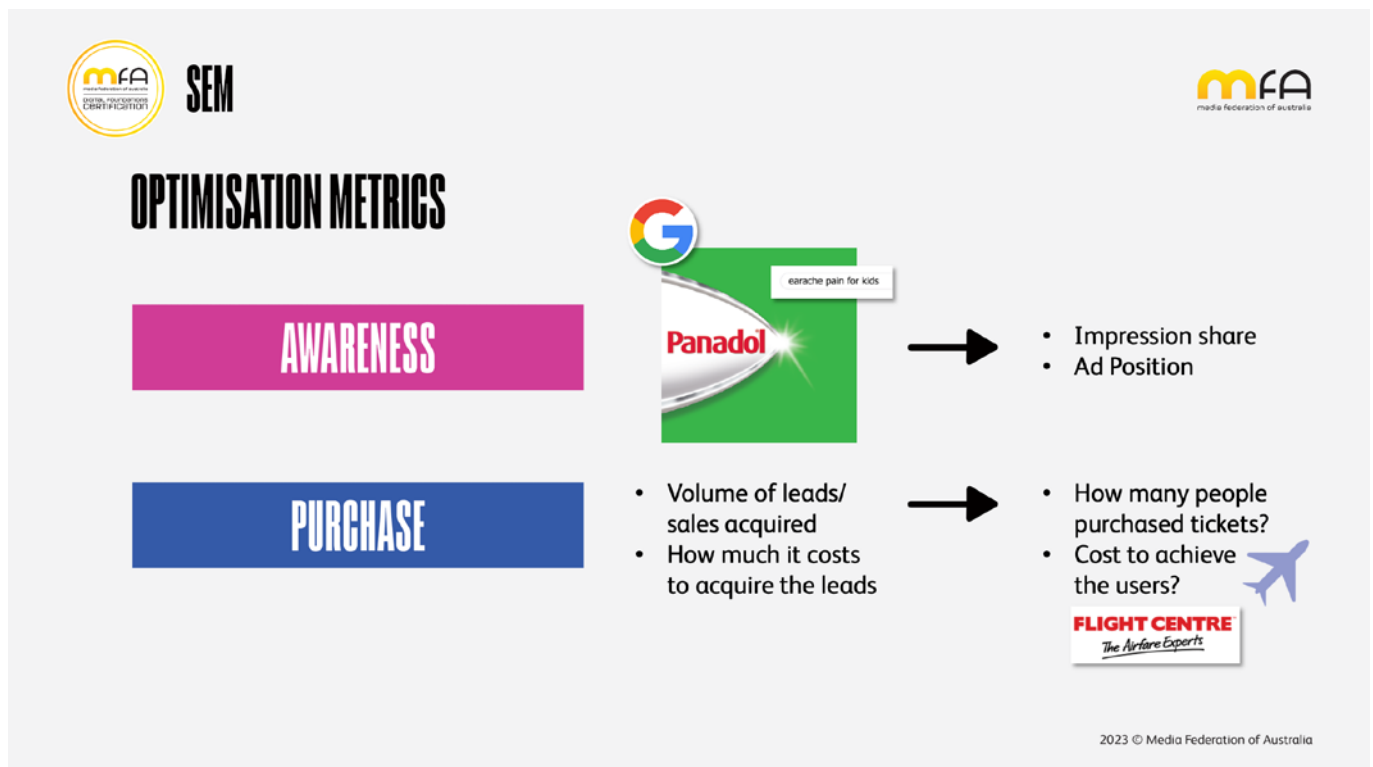 mfa
media federation of australia
DIGITAL FOUNDATIONS
CERTIFICATION
SEM
mfa
media federation of australia
OPTIMISATION METRICS
G
earache pain for kids
AWARENESS
Panadol
• Impression share
• Ad Position
PURCHASE
• Volume of leads/
sales acquired
• How much it costs
to acquire the leads
• How many people
purchased tickets?
• Cost to achieve
the users?
FLIGHT CENTRE
The Airfare Experts
2023 © Media Federation of Australia